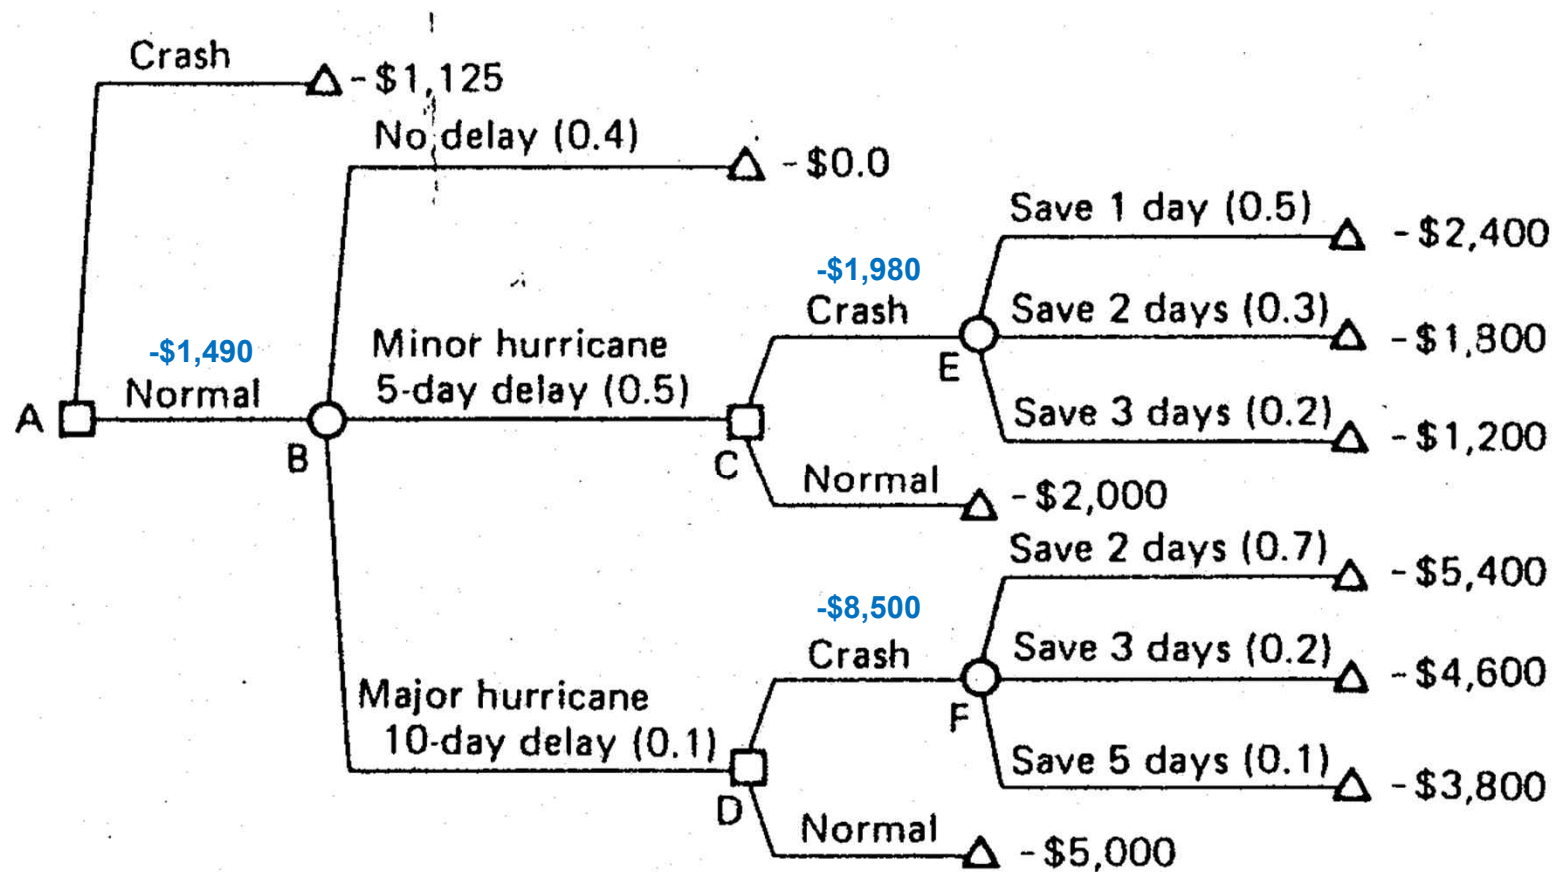 Crash
-$1,125
No delay (0.4)
-$0.0
Save 1 day (0.5)
-$2,400
-$1,980
Crash
Save 2 days (0.3)
-$1,800
E
Minor hurricane
5-day delay (0.5)
-$1,490
Normal
A
B
C
Save 3 days (0.2)
-$1,200
Normal
-$2,000
Save 2 days (0.7)
-$5,400
-$8,500
Crash
Save 3 days (0.2)
-$4,600
F
Major hurricane
10-day delay (0.1)
D
Save 5 days (0.1)
-$3,800
Normal
-$5,000